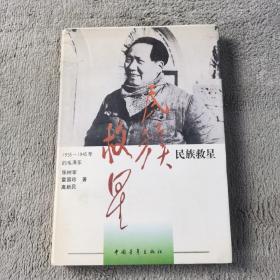 民族救星
民族救星
1935—1945年
的毛泽东
张树军
雷国珍 著
高新民
中国青年出版社